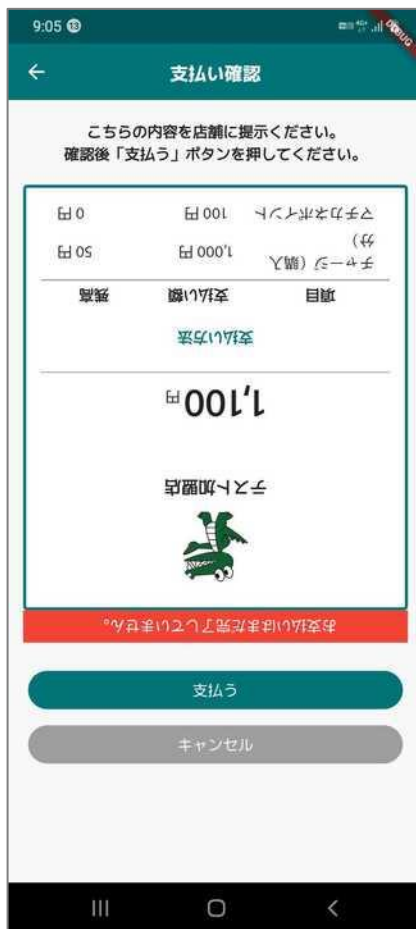 9:05 13
DEBUG
支払い確認
こちらの内容を店舗に提示ください。
確認後「支払う」ボタンを押してください。
お支払いはまだ完了していません。
テスト加盟店
1,100円
支払い方法
項目 支払い額 残高
チャージ（購入分） 1,000 円 50 円
マチカネポイント 100 円 0 円
支払う
キャンセル